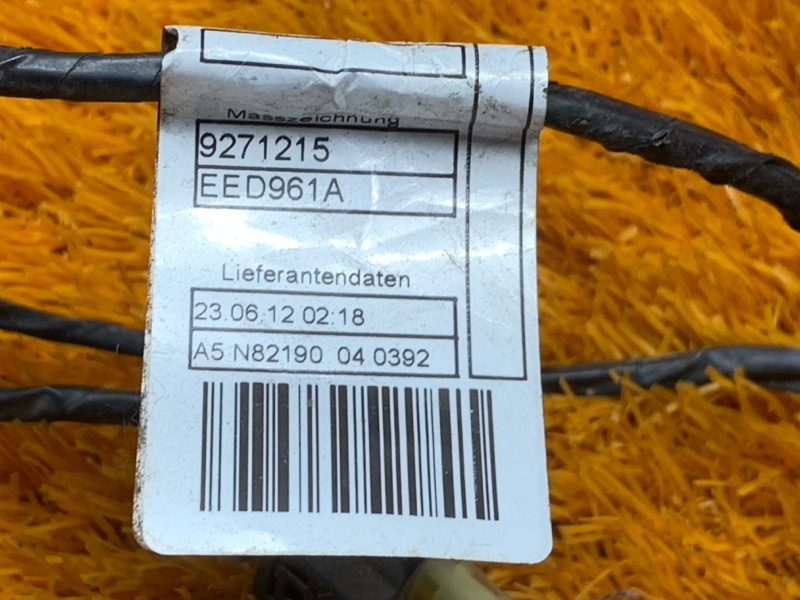 Masszeichnung
9271215
EED961A
Lieferantendaten
23.06.12 02:18
A5 N82190 04 0392